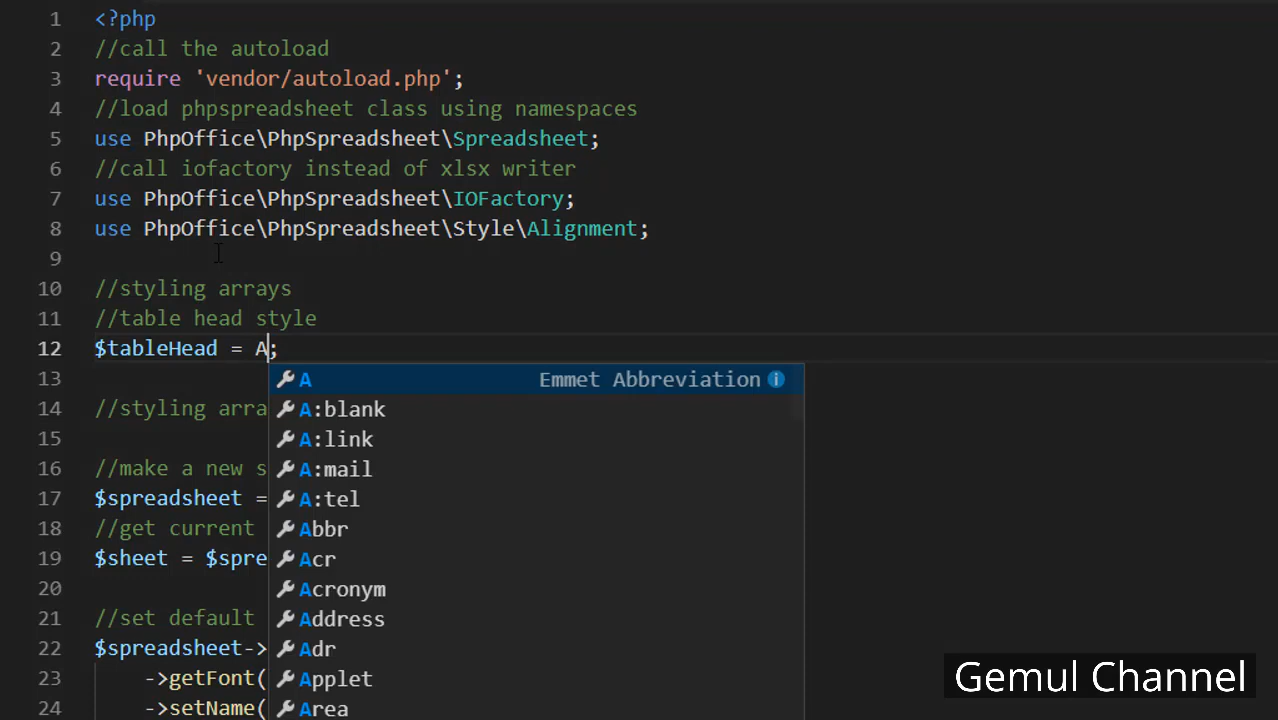 1 <?php
2 //call the autoload
3 require 'vendor/autoload.php';
4 //load phpspreadsheet class using namespaces
5 use PhpOffice\PhpSpreadsheet\Spreadsheet;
6 //call iofactory instead of xlsx writer
7 use PhpOffice\PhpSpreadsheet\IOFactory;
8 use PhpOffice\PhpSpreadsheet\Style\Alignment;
9
10 //styling arrays
11 //table head style
12 $tableHead = A;
13 A Emmet Abbreviation
14 //styling arra A:blank
15 A:link
16 //make a new s A:mail
17 $spreadsheet = A:tel
18 //get current Abbr
19 $sheet = $spre Acr
20 Acronym
21 //set default Address
22 $spreadsheet-> Adr
23 ->getFont( Applet
24 ->setName( Area
Gemul Channel